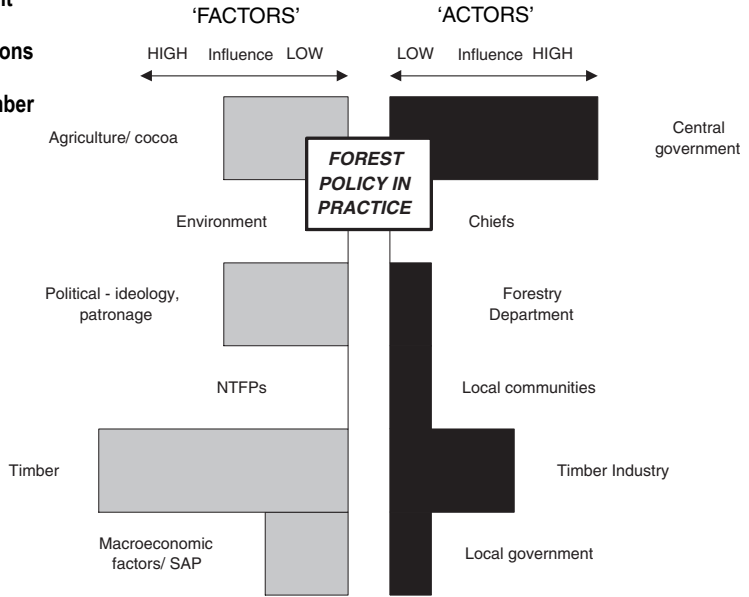 'FACTORS'
'ACTORS'
HIGH Influence LOW
LOW Influence HIGH
ons
Agriculture/ cocoa
Central
government
FOREST
POLICY IN
PRACTICE
Environment
Chiefs
Political - ideology,
patronage
Forestry
Department
NTFPs
Local communities
Timber
Timber Industry
Macroeconomic
factors/ SAP
Local government